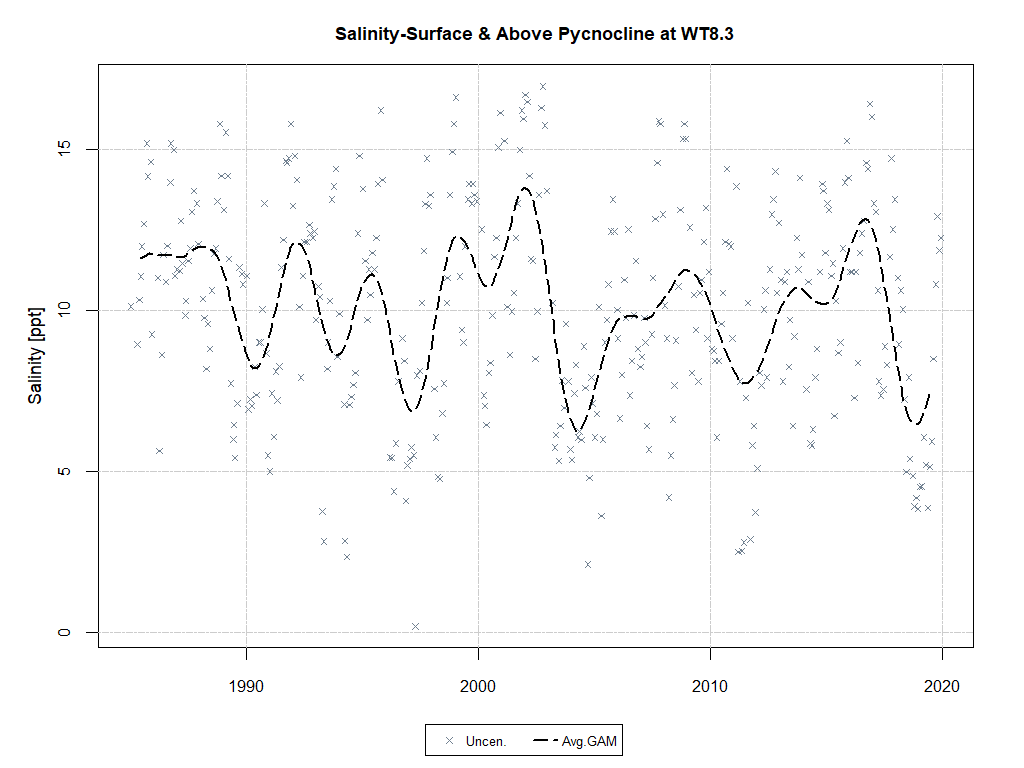 Salinity-Surface & Above Pycnocline at WT8.3
Salinity [ppt]
15
10
5
0
1990 2000 2010 2020
Uncen. Avg.GAM